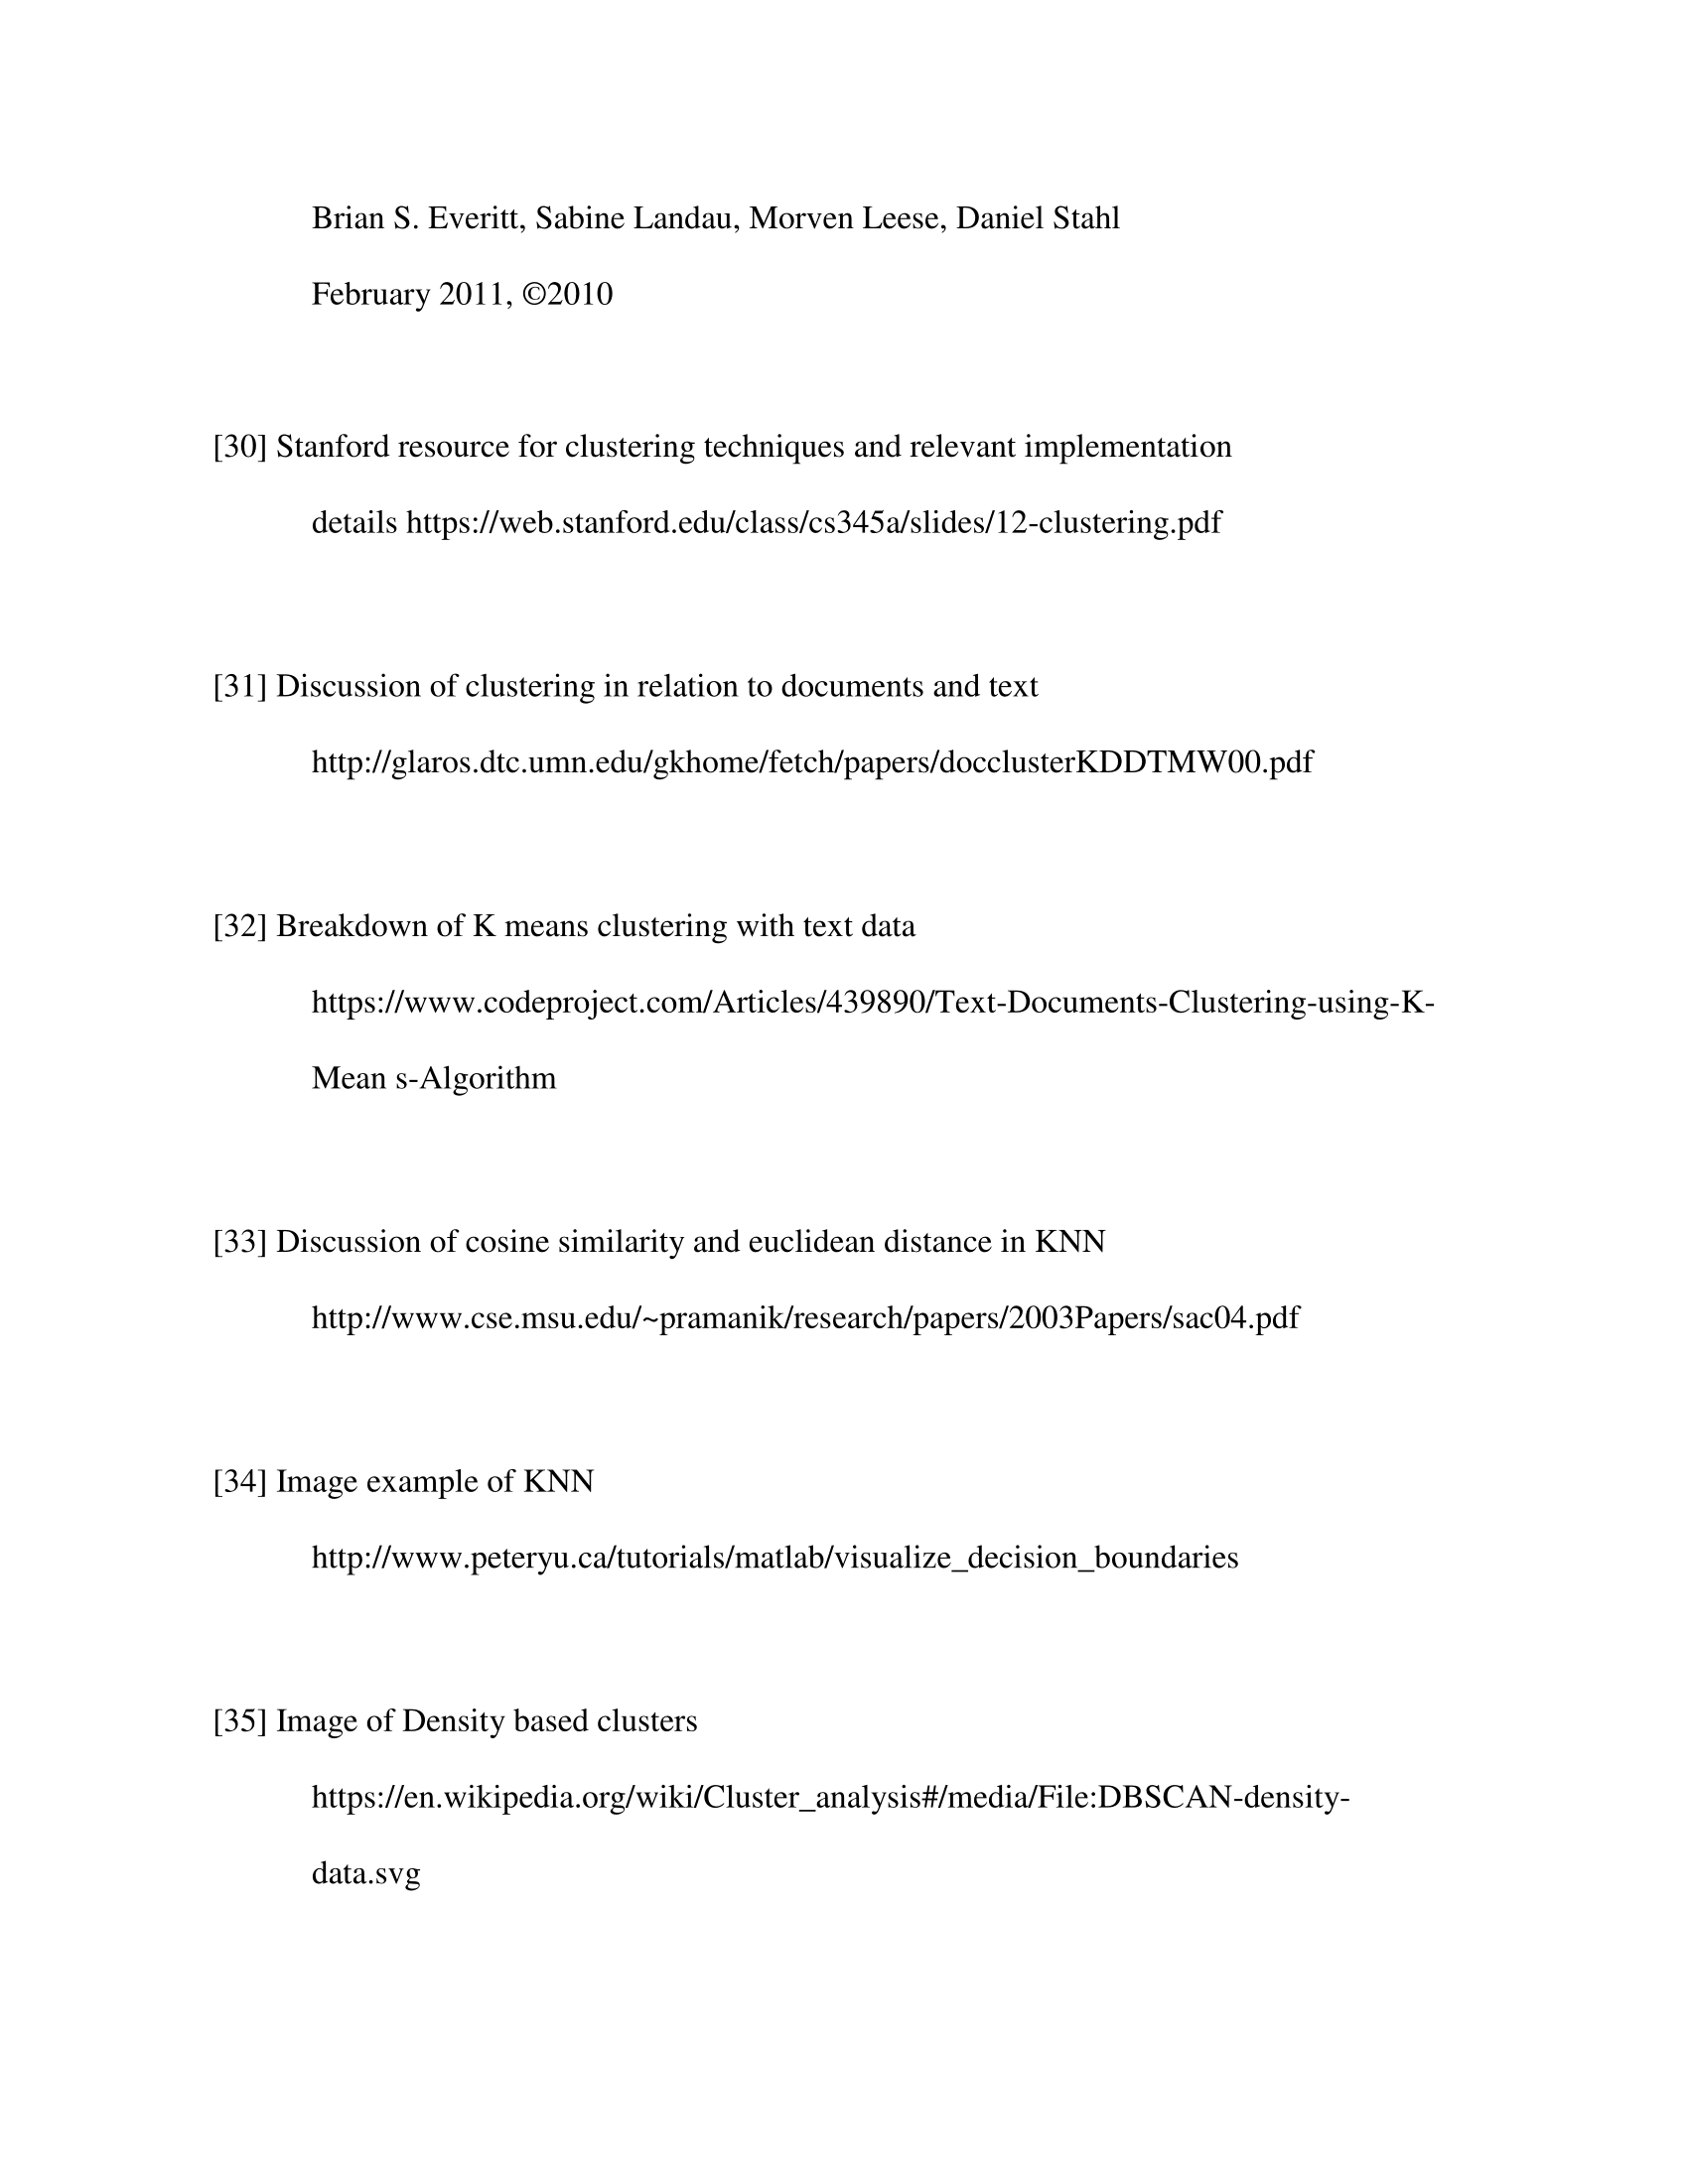 Brian S. Everitt, Sabine Landau, Morven Leese, Daniel Stahl
February 2011, ©2010
[30] Stanford resource for clustering techniques and relevant implementation
details https://web.stanford.edu/class/cs345a/slides/12-clustering.pdf
[31] Discussion of clustering in relation to documents and text
http://glaros.dtc.umn.edu/gkhome/fetch/papers/docclusterKDDTMW00.pdf
[32] Breakdown of K means clustering with text data
https://www.codeproject.com/Articles/439890/Text-Documents-Clustering-using-K-
Mean s-Algorithm
[33] Discussion of cosine similarity and euclidean distance in KNN
http://www.cse.msu.edu/~pramanik/research/papers/2003Papers/sac04.pdf
[34] Image example of KNN
http://www.peteryu.ca/tutorials/matlab/visualize_decision_boundaries
[35] Image of Density based clusters
https://en.wikipedia.org/wiki/Cluster_analysis#/media/File:DBSCAN-density-
data.svg